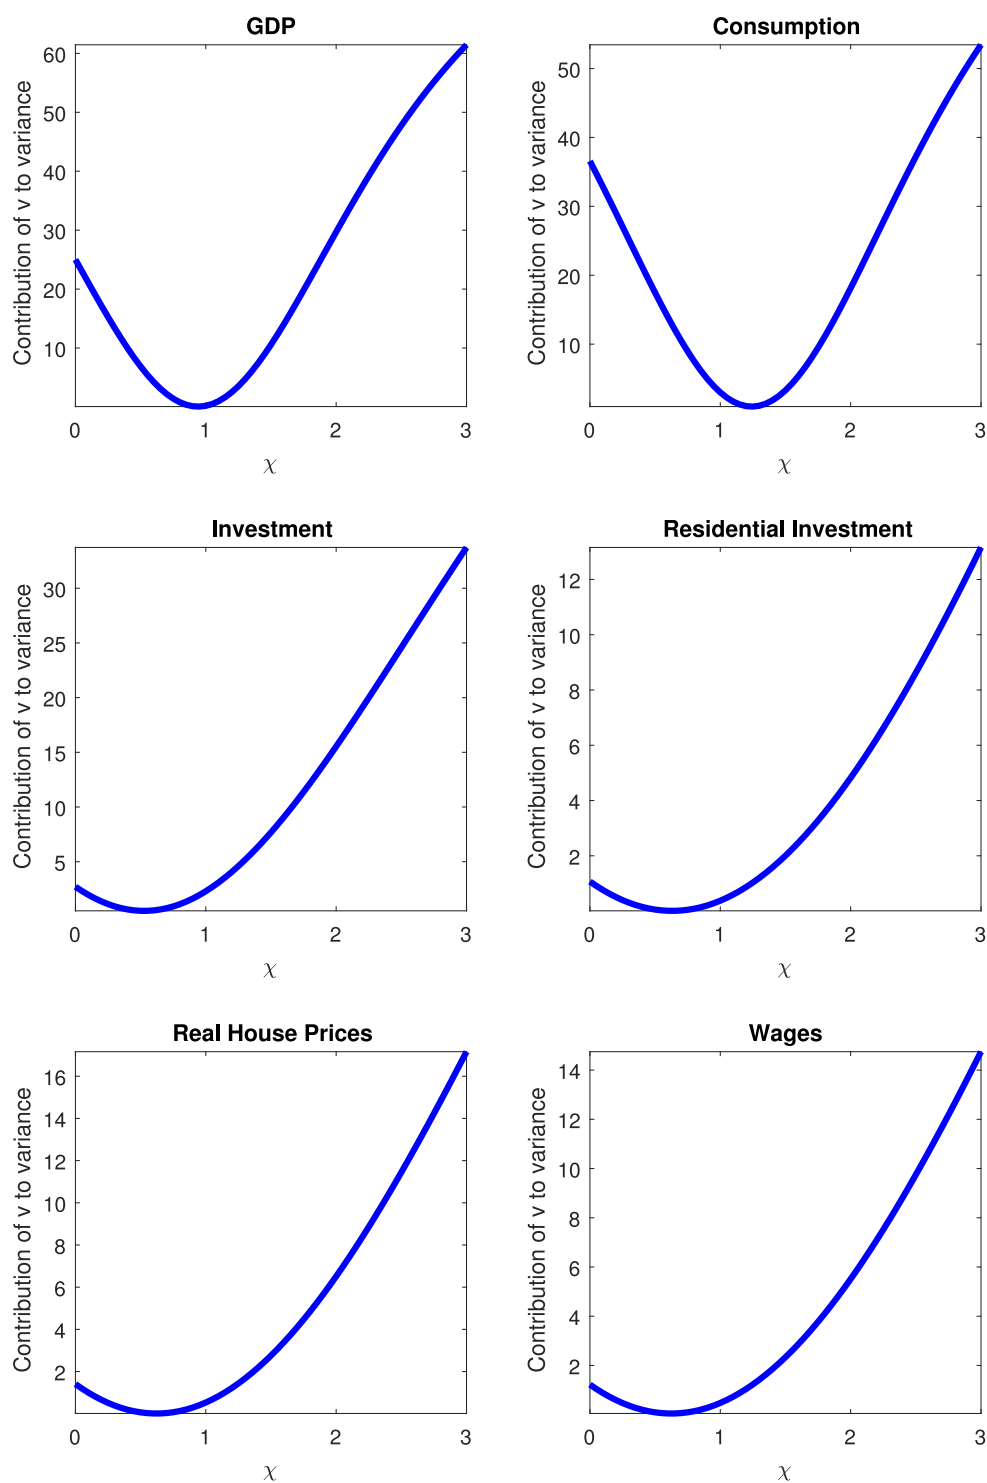 GDP
Contribution of v to variance
60
50
40
30
20
10
0 1 2 3
χ
Consumption
Contribution of v to variance
50
40
30
20
10
0 1 2 3
χ
Investment
Contribution of v to variance
30
25
20
15
10
5
0 1 2 3
χ
Residential Investment
Contribution of v to variance
12
10
8
6
4
2
0 1 2 3
χ
Real House Prices
Contribution of v to variance
16
14
12
10
8
6
4
2
0 1 2 3
χ
Wages
Contribution of v to variance
14
12
10
8
6
4
2
0 1 2 3
χ